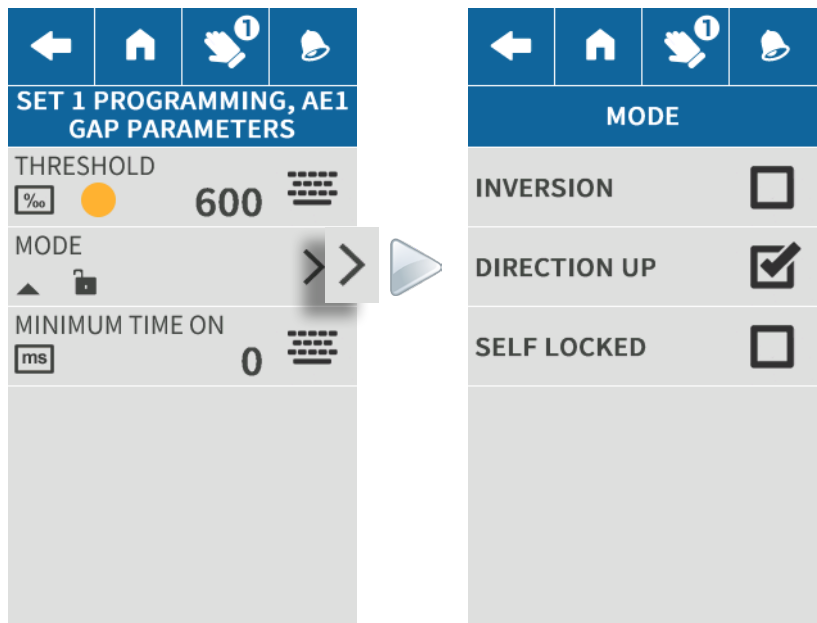 1
SET 1 PROGRAMMING, AE1
GAP PARAMETERS
THRESHOLD
‰ 600
MODE
MINIMUM TIME ON
ms 0
1
MODE
INVERSION
DIRECTION UP
SELF LOCKED